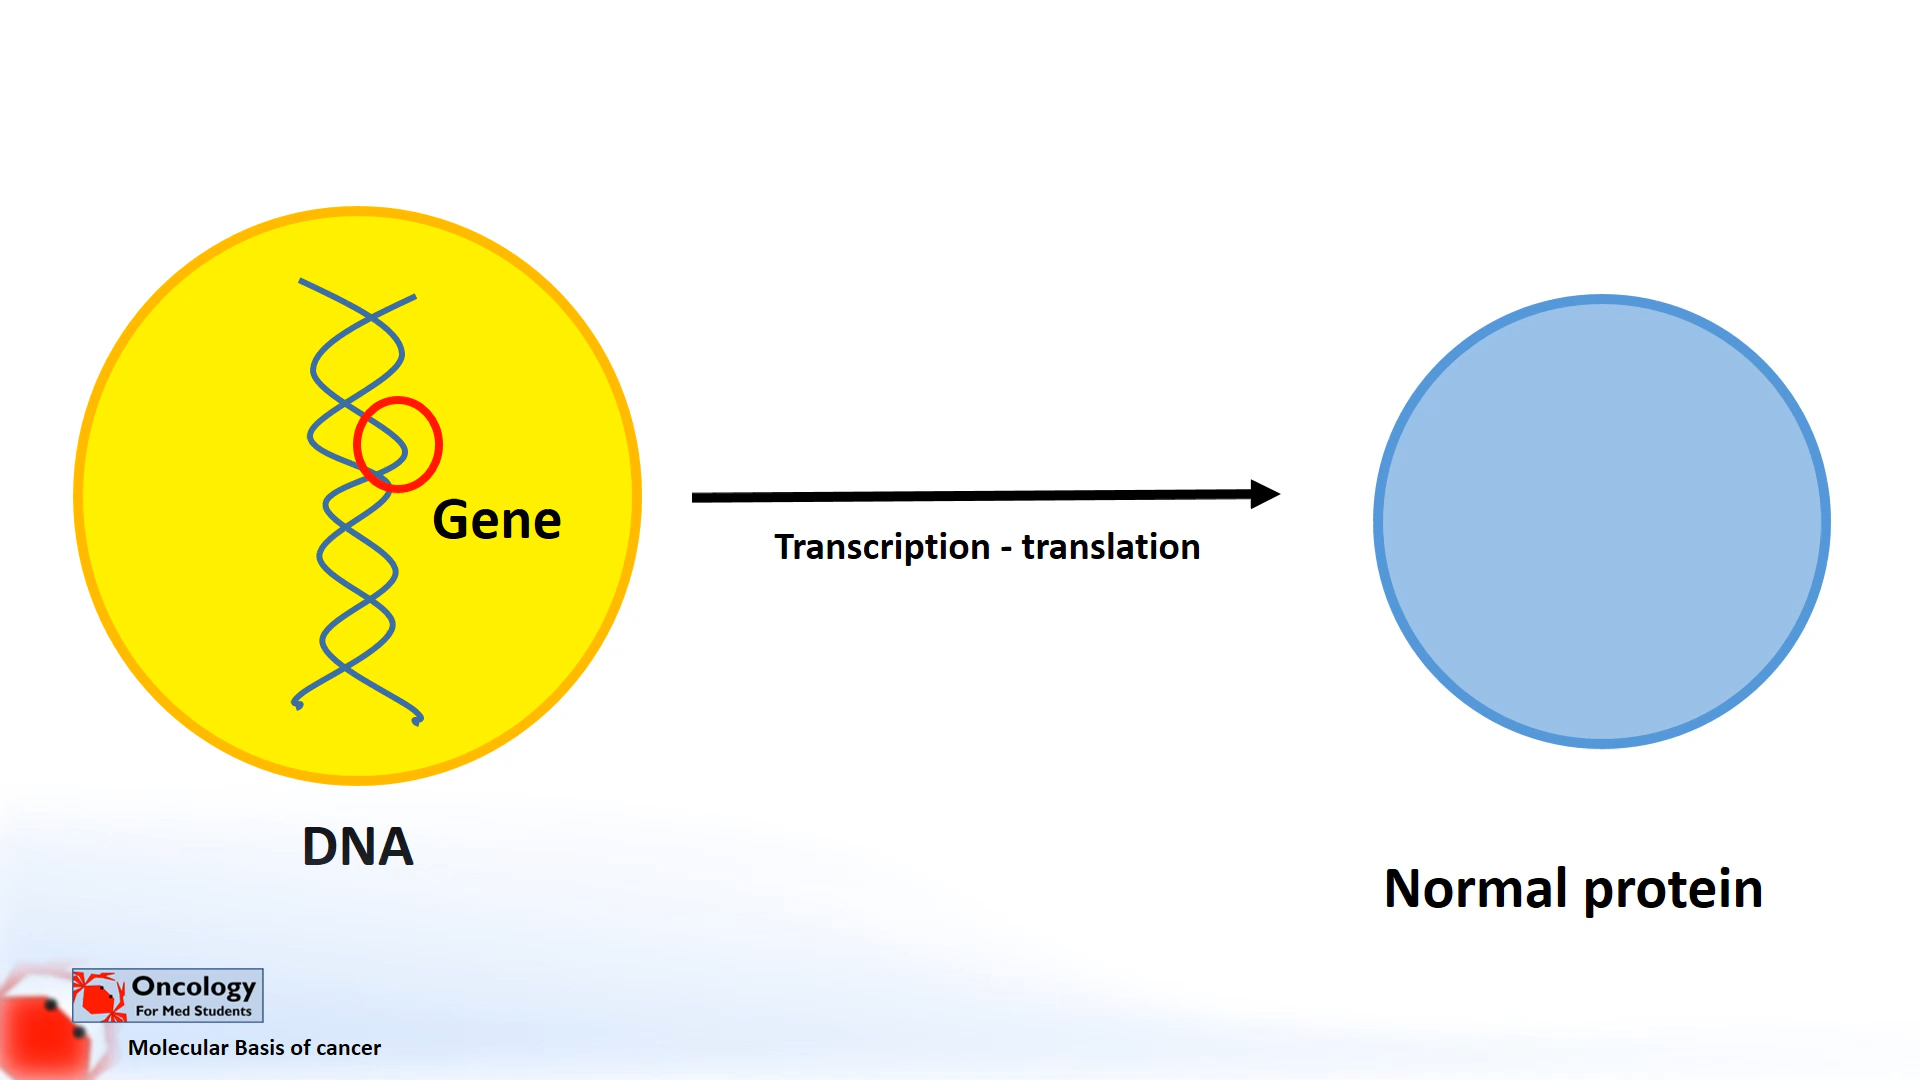 Gene
Transcription - translation
DNA
Normal protein
Oncology
For Med Students
Molecular Basis of cancer